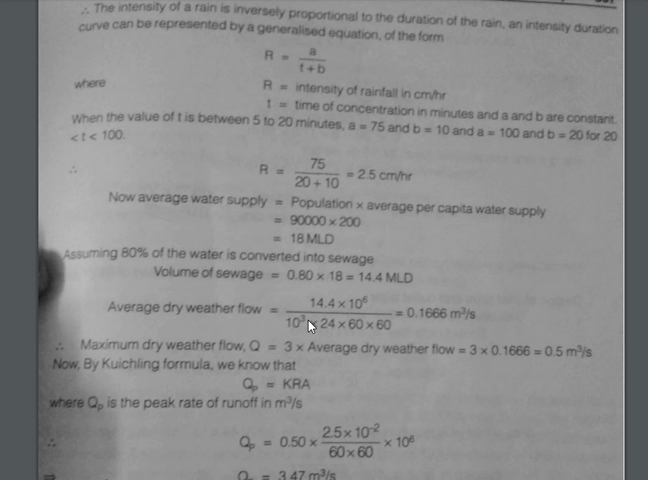 ∴ The intensity of a rain is inversely proportional to the duration of the rain, an intensity duration
curve can be represented by a generalised equation, of the form
R = a / t + b
where R = intensity of rainfall in cm/hr
t = time of concentration in minutes and a and b are constant.
When the value of t is between 5 to 20 minutes, a = 75 and b = 10 and a = 100 and b = 20 for 20
< t < 100.
∴ R = 75 / 20 + 10 = 2.5 cm/hr
Now average water supply = Population × average per capita water supply
= 90000 × 200
= 18 MLD
Assuming 80% of the water is converted into sewage
Volume of sewage = 0.80 × 18 = 14.4 MLD
Average dry weather flow = 14.4 × 10⁶ / 10³ × 24 × 60 × 60 = 0.1666 m³/s
∴ Maximum dry weather flow, Q = 3 × Average dry weather flow = 3 × 0.1666 = 0.5 m³/s
Now, By Kuichling formula, we know that
Qₚ = KRA
where Qₚ is the peak rate of runoff in m³/s
∴ Qₚ = 0.50 × 2.5 × 10⁻² / 60 × 60 × 10⁶
⇒ Qₚ = 3.47 m³/s